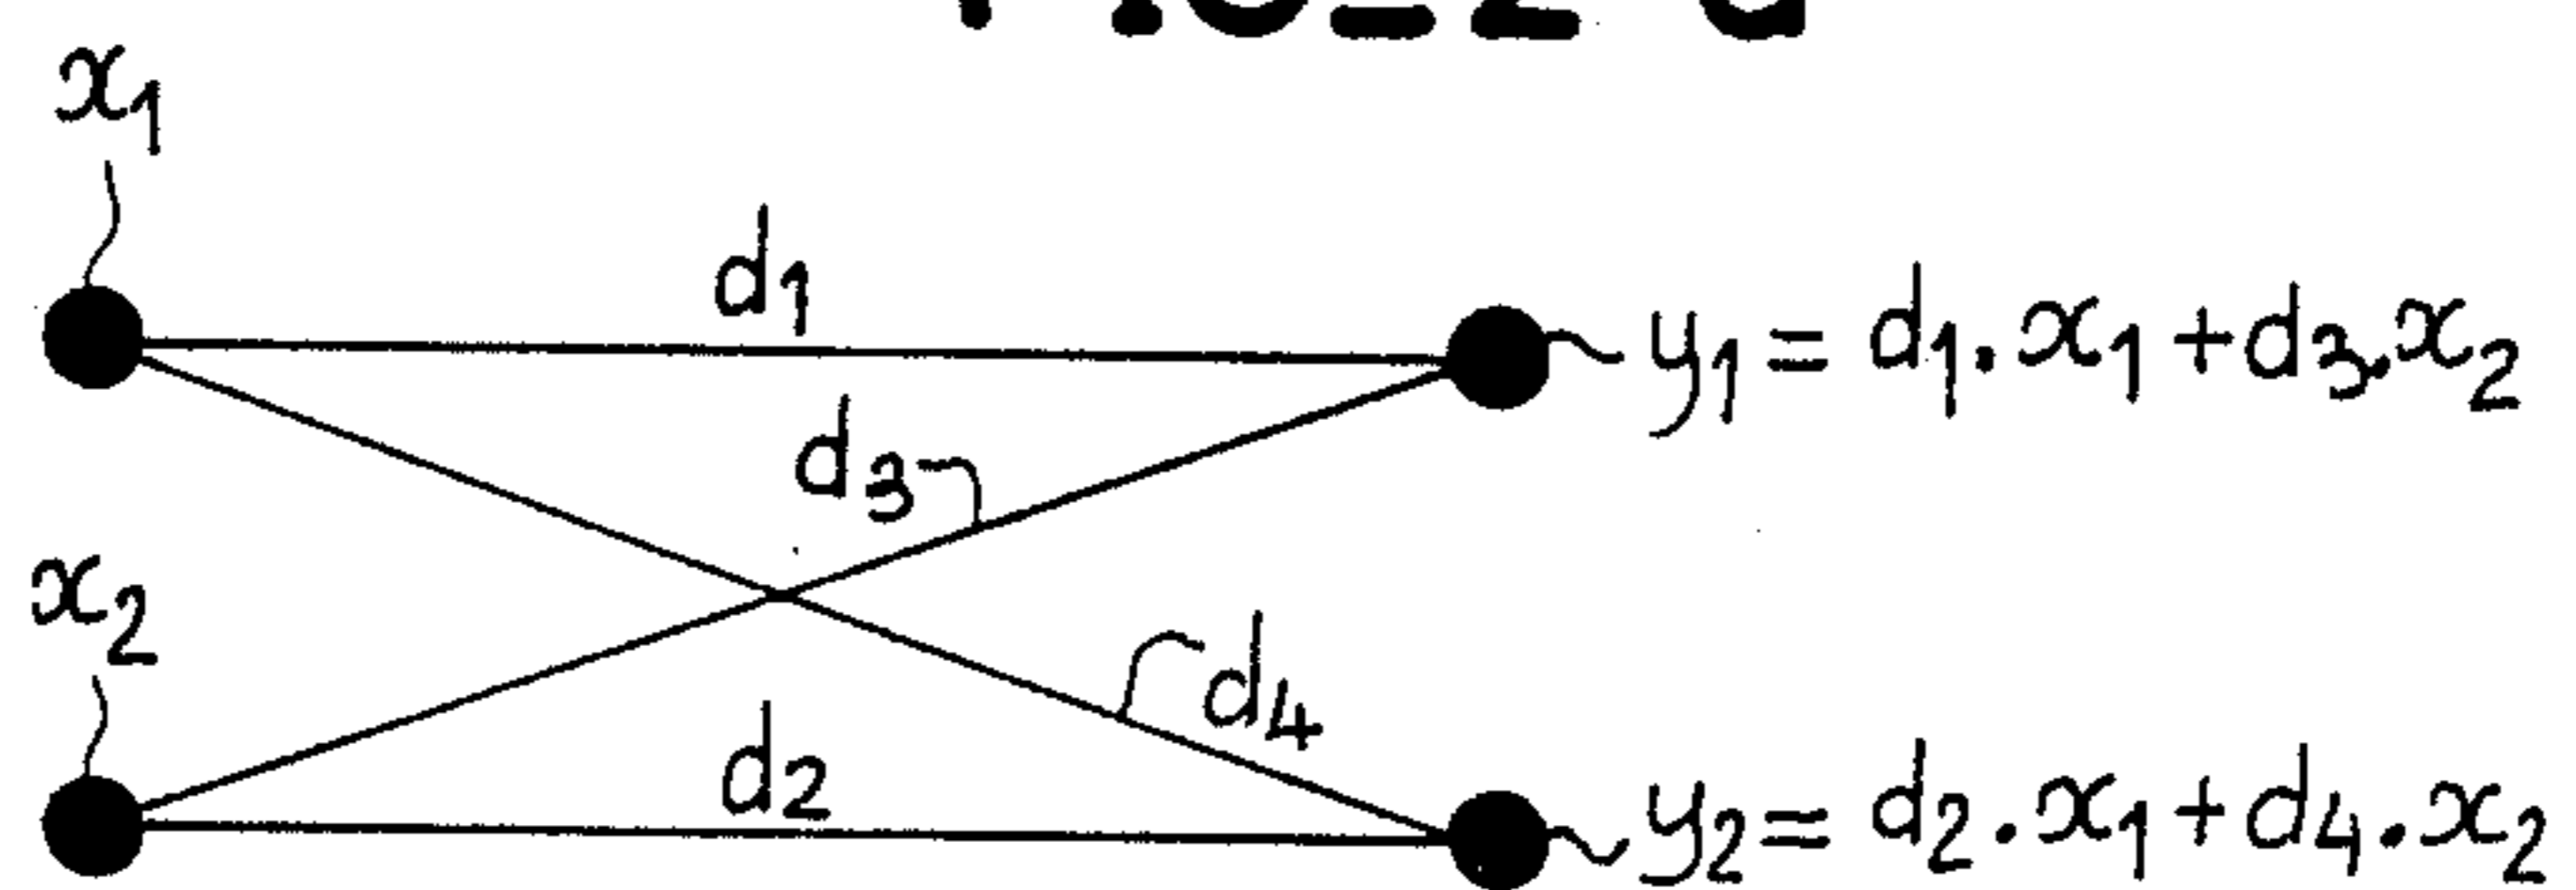 x1
d1
y1 = d1.x1 + d3.x2
d3
x2
d4
d2
y2 = d2.x1 + d4.x2